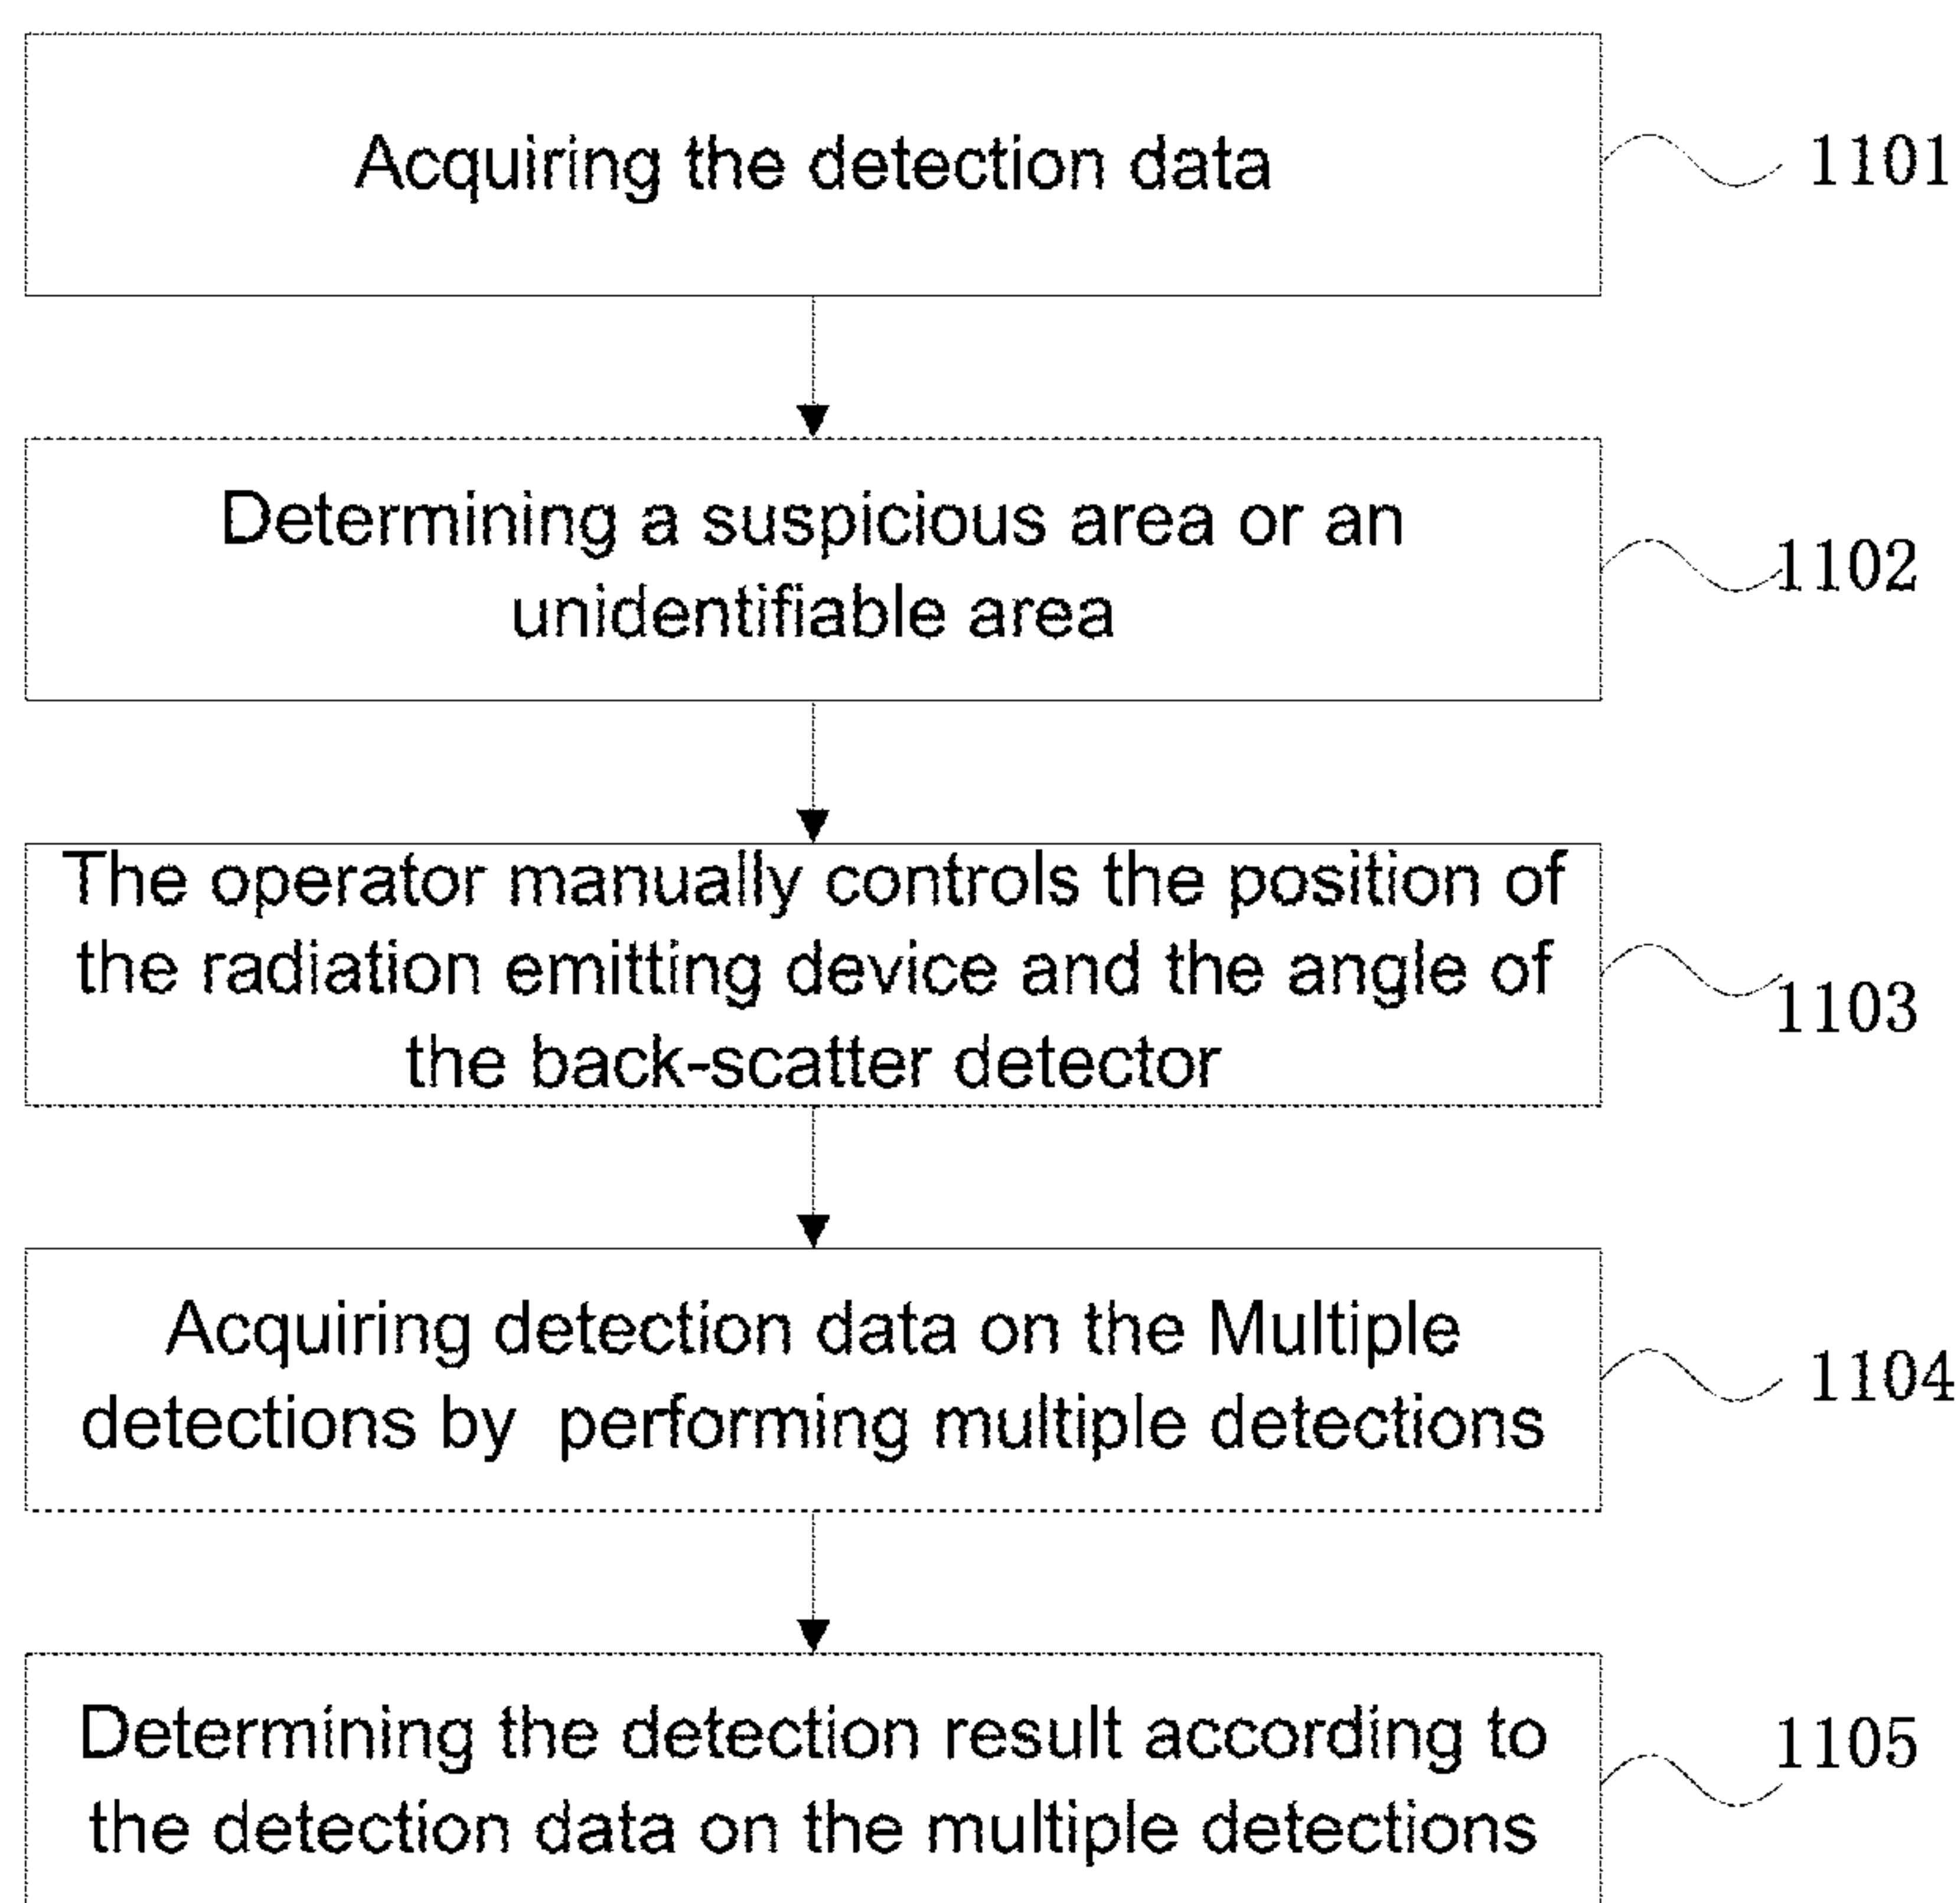 Acquiring the detection data
1101
Determining a suspicious area or an
unidentifiable area
1102
The operator manually controls the position of
the radiation emitting device and the angle of
the back-scatter detector
1103
Acquiring detection data on the Multiple
detections by  performing multiple detections
1104
Determining the detection result according to
the detection data on the multiple detections
1105